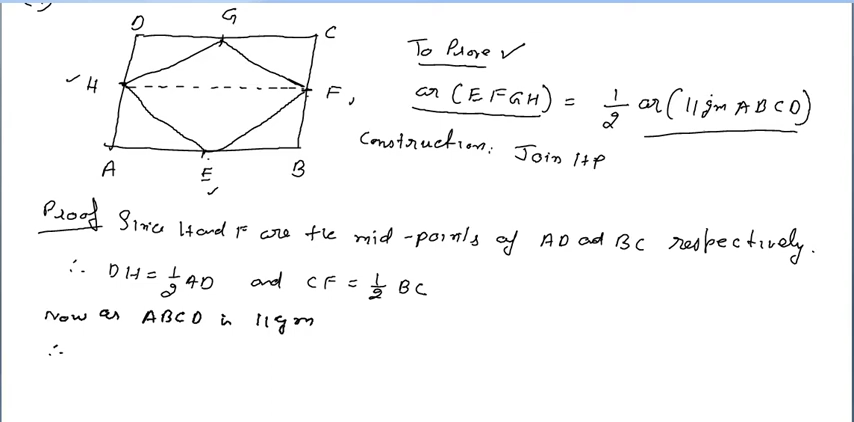 D G C
H F,
A E B
To Prove ✓
ar (EFGH) = 1/2 ar(||gm ABCD)
Construction: Join HF
Proof Since H and F are the mid-points of AD ad BC respectively.
∴ DH = 1/2 AD and CF = 1/2 BC
Now as ABCD is ||gm
∴